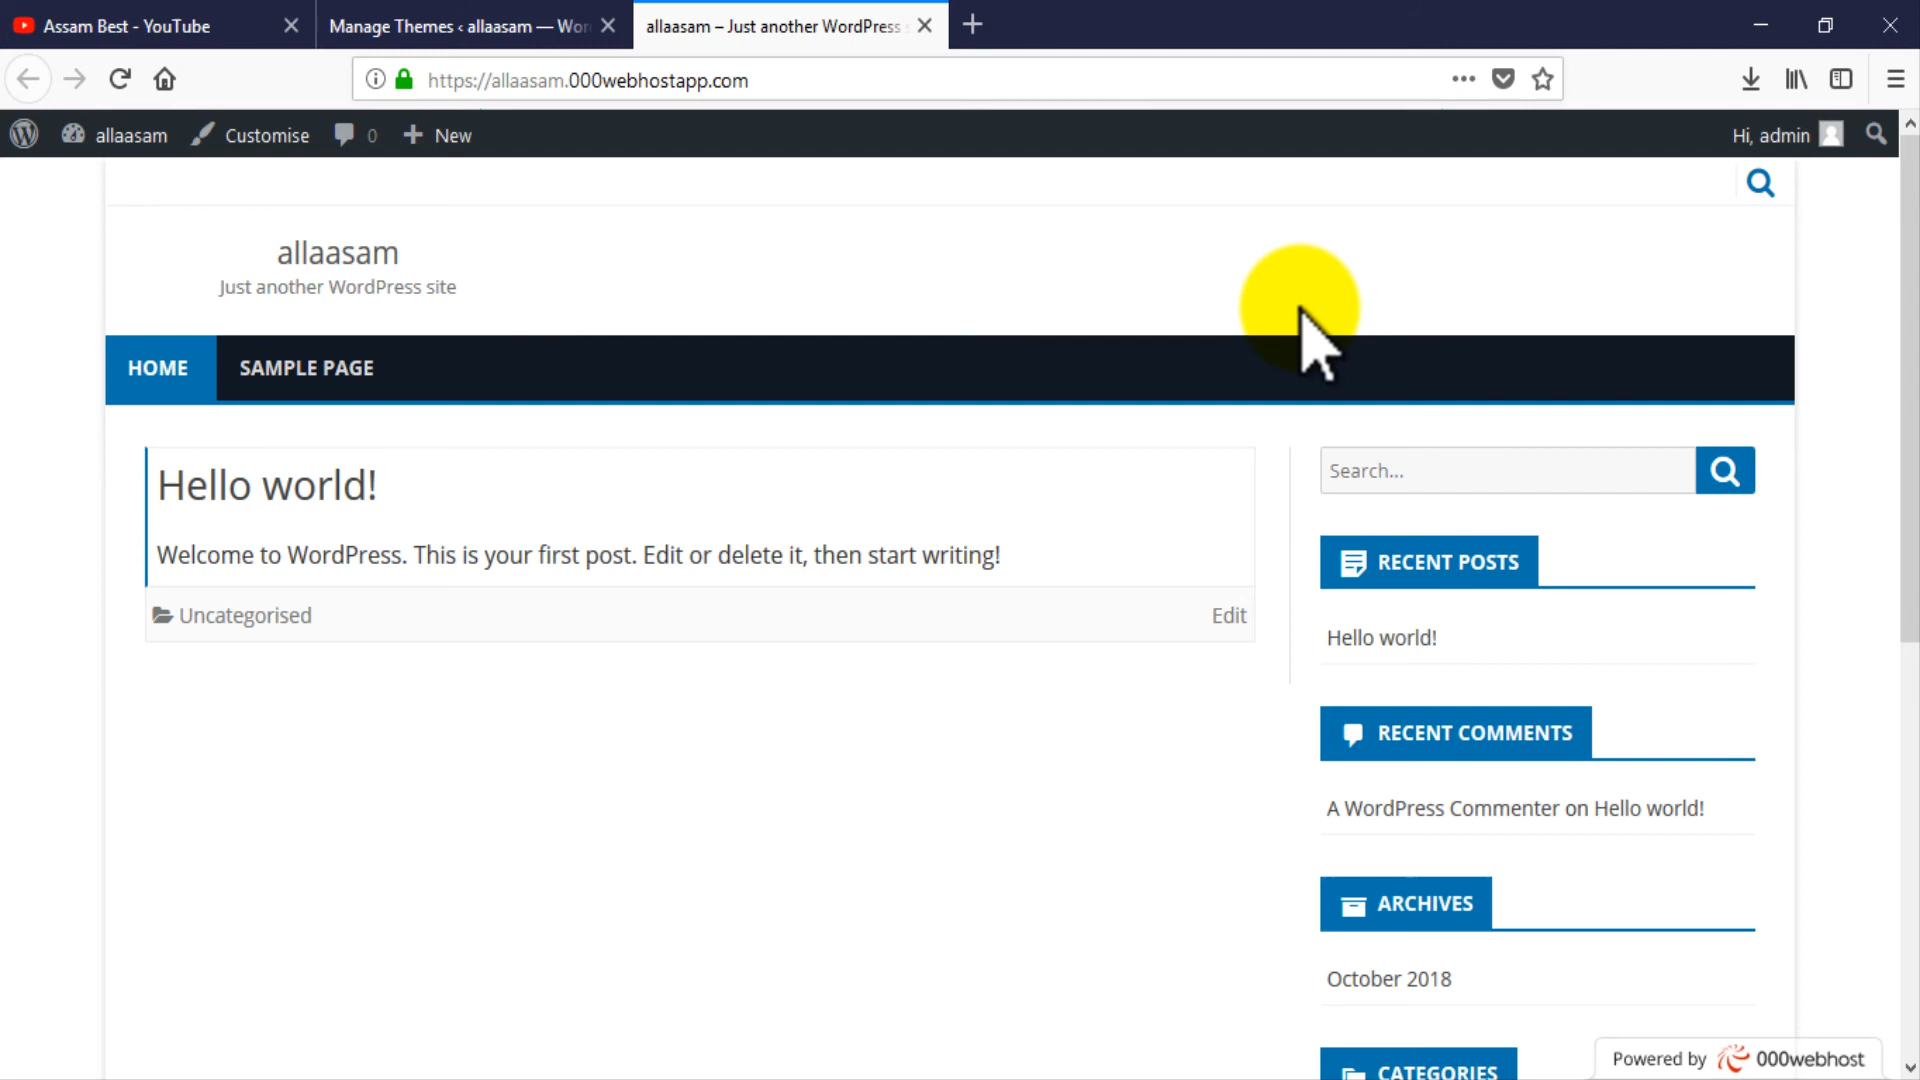 Assam Best - YouTube
Manage Themes ‹ allaasam — Wor
allaasam – Just another WordPress s
https://allaasam.000webhostapp.com
allaasam
Customise
0
New
Hi, admin
allaasam
Just another WordPress site
HOME
SAMPLE PAGE
Hello world!
Welcome to WordPress. This is your first post. Edit or delete it, then start writing!
Uncategorised
Edit
Search...
RECENT POSTS
Hello world!
RECENT COMMENTS
A WordPress Commenter on Hello world!
ARCHIVES
October 2018
CATEGORIES
Powered by 000webhost